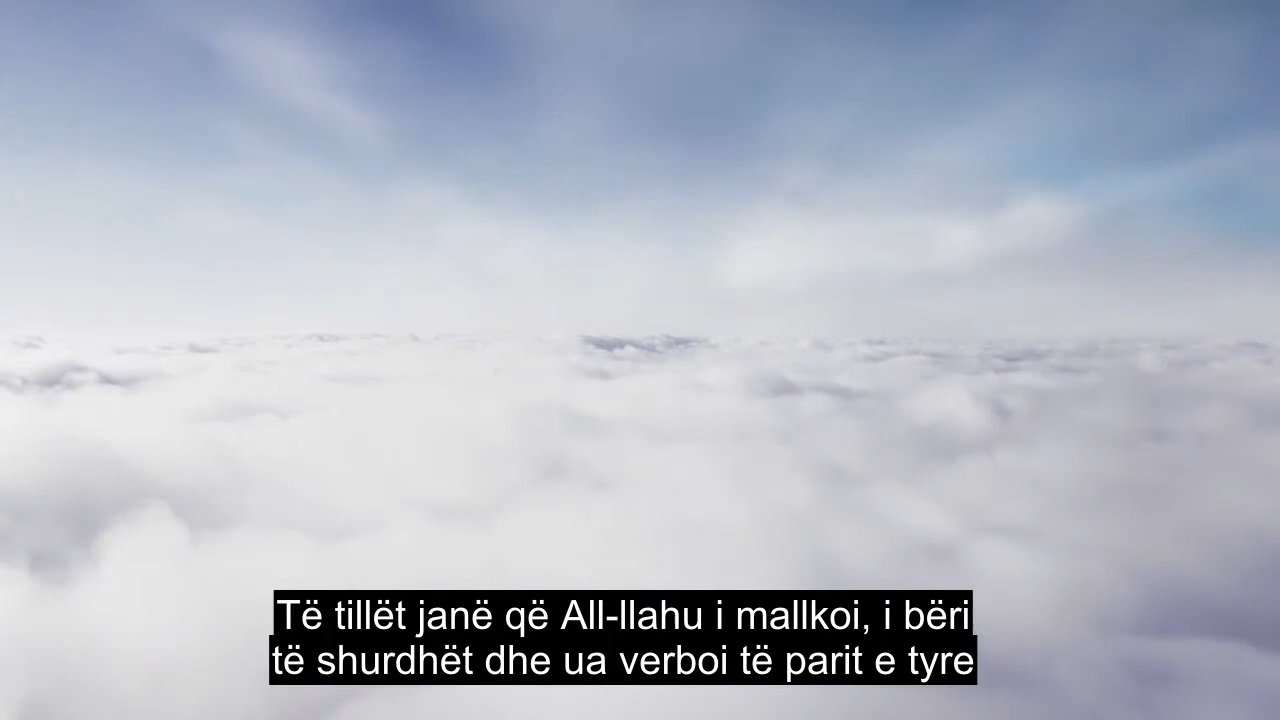 Të tillët janë që All-llahu i mallkoi, i bëri
të shurdhët dhe ua verboi të parit e tyre